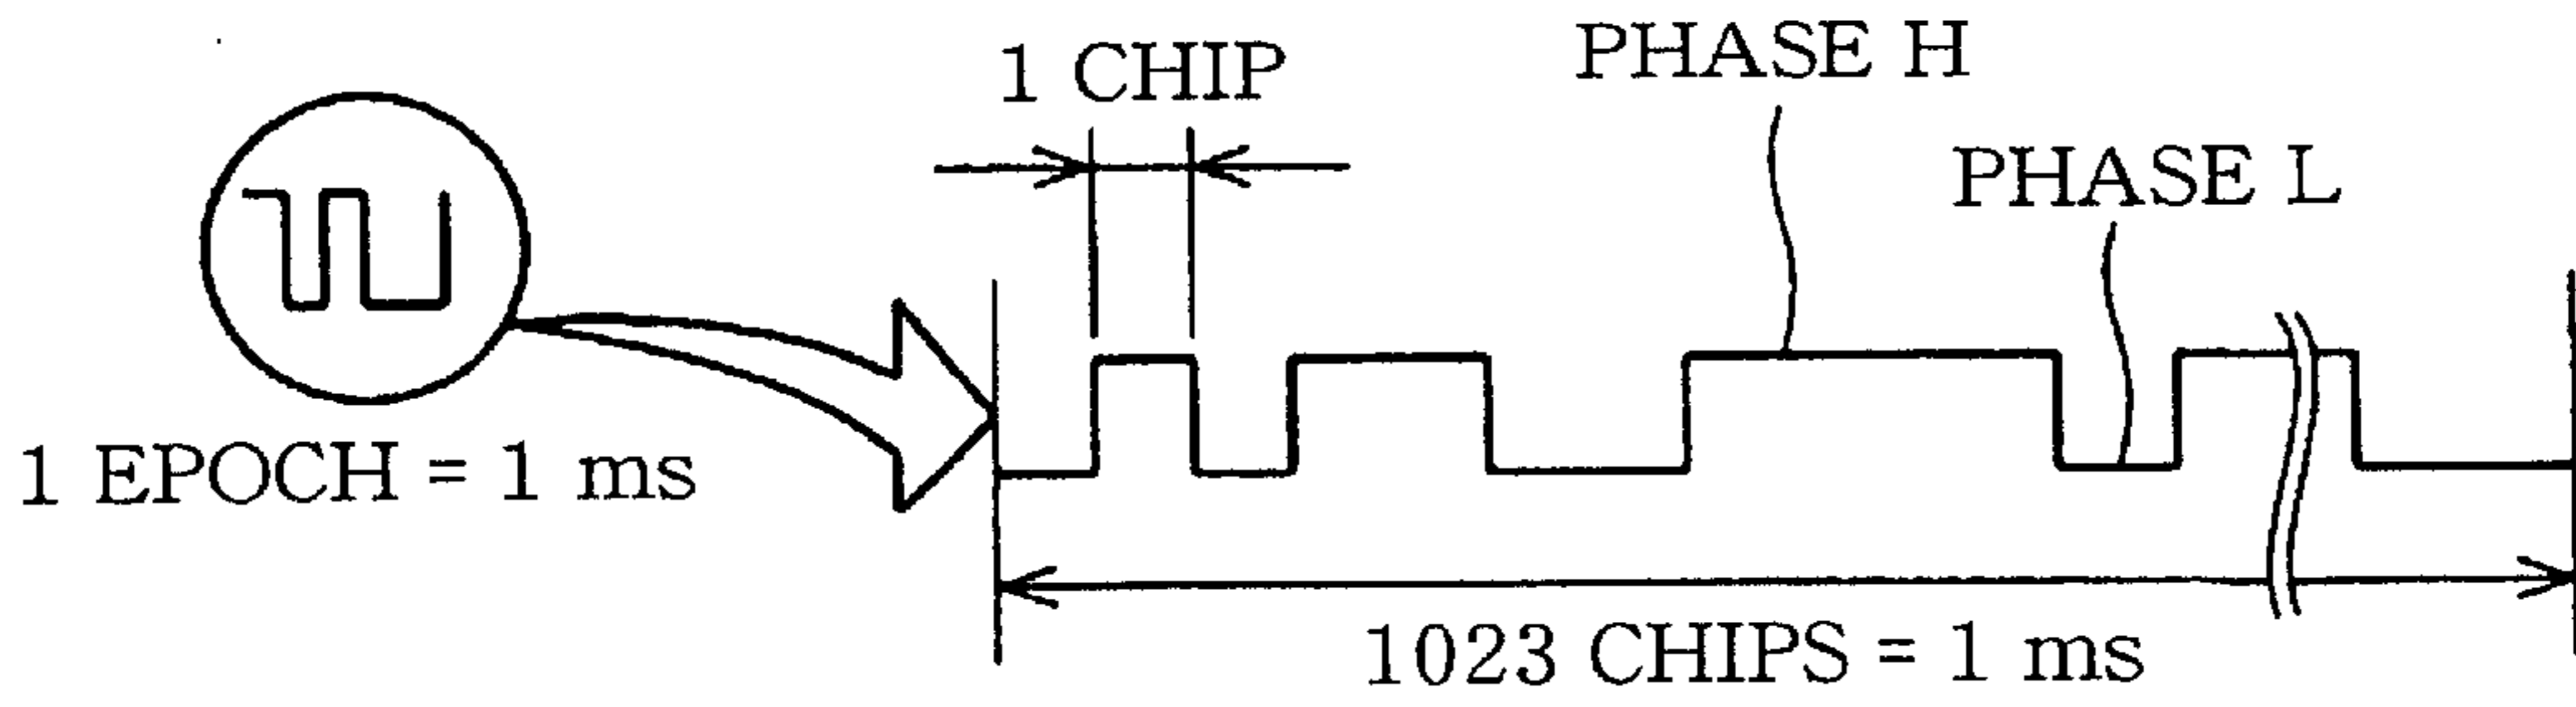 1 CHIP
PHASE H
PHASE L
1 EPOCH = 1 ms
1023 CHIPS = 1 ms